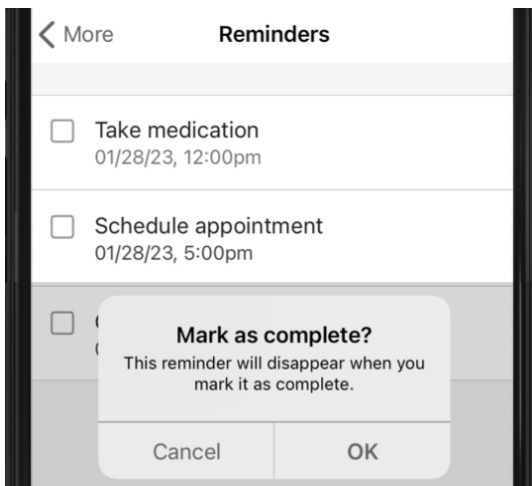 More
Reminders
Take medication
01/28/23, 12:00pm
Schedule appointment
01/28/23, 5:00pm
Mark as complete?
This reminder will disappear when you
mark it as complete.
Cancel
OK